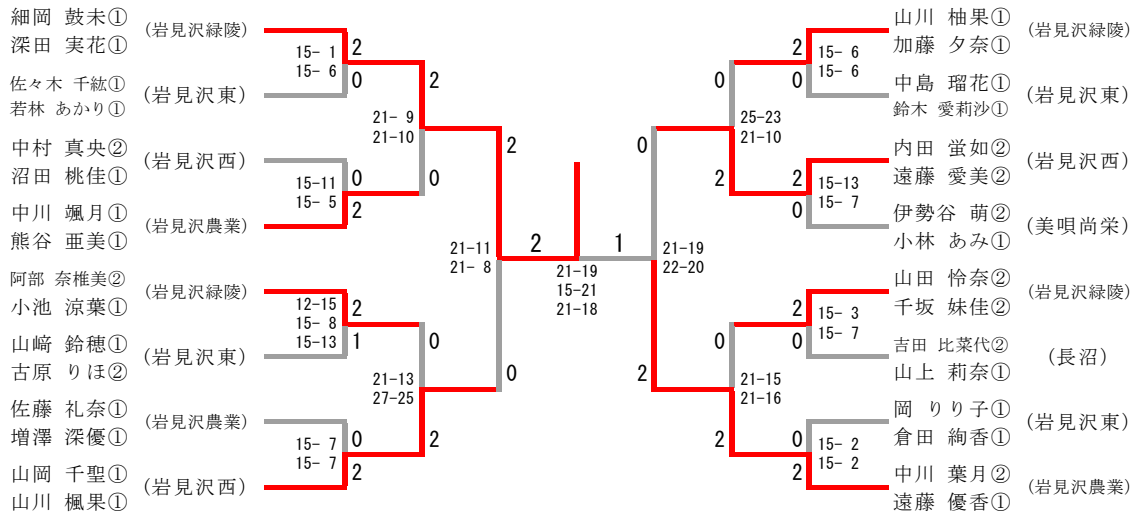 細岡 鼓未①
深田 実花①
(岩見沢緑陵)
佐々木 千紘①
若林 あかり①
(岩見沢東)
中村 真央②
沼田 桃佳①
(岩見沢西)
中川 颯月①
熊谷 亜美①
(岩見沢農業)
阿部 奈椎美②
小池 涼葉①
(岩見沢緑陵)
山﨑 鈴穂①
古原 りほ②
(岩見沢東)
佐藤 礼奈①
増澤 深優①
(岩見沢農業)
山岡 千聖①
山川 楓果①
(岩見沢西)
15- 1
15- 6
2
0
15-11
15- 5
0
2
12-15
15- 8
15-13
2
1
15- 7
15- 7
0
2
21- 9
21-10
2
0
21-13
27-25
0
2
21-11
21- 8
2
0
2
1
21-19
15-21
21-18
21-19
22-20
0
2
25-23
21-10
0
2
21-15
21-16
0
2
2
0
15- 6
15- 6
2
0
15-13
15- 7
2
0
15- 3
15- 7
0
2
15- 2
15- 2
山川 柚果①
加藤 夕奈①
(岩見沢緑陵)
中島 瑠花①
鈴木 愛莉沙①
(岩見沢東)
内田 蛍如②
遠藤 愛美②
(岩見沢西)
伊勢谷 萌②
小林 あみ①
(美唄尚栄)
山田 怜奈②
千坂 妹佳②
(岩見沢緑陵)
吉田 比菜代②
山上 莉奈①
(長沼)
岡 りり子①
倉田 絢香①
(岩見沢東)
中川 葉月②
遠藤 優香①
(岩見沢農業)